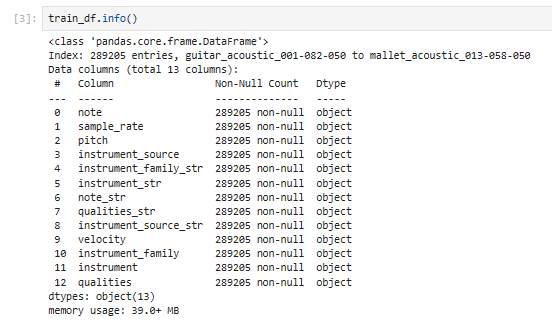 [3]: train_df.info()
<class 'pandas.core.frame.DataFrame'>
Index: 289205 entries, guitar_acoustic_001-082-050 to mallet_acoustic_013-058-050
Data columns (total 13 columns):
 #   Column                 Non-Null Count   Dtype
---  ------                 --------------   -----
 0   note                   289205 non-null  object
 1   sample_rate            289205 non-null  object
 2   pitch                  289205 non-null  object
 3   instrument_source      289205 non-null  object
 4   instrument_family_str  289205 non-null  object
 5   instrument_str         289205 non-null  object
 6   note_str               289205 non-null  object
 7   qualities_str          289205 non-null  object
 8   instrument_source_str  289205 non-null  object
 9   velocity               289205 non-null  object
 10  instrument_family      289205 non-null  object
 11  instrument             289205 non-null  object
 12  qualities              289205 non-null  object
dtypes: object(13)
memory usage: 39.0+ MB